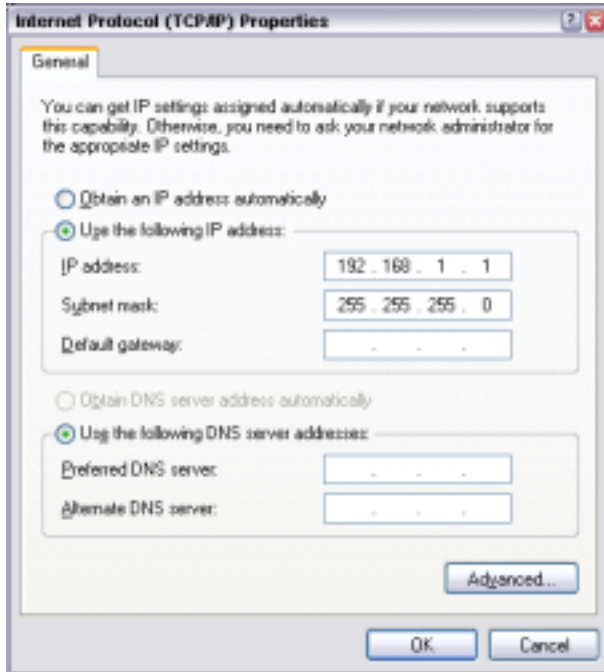 Internet Protocol (TCP/IP) Properties
General
You can get IP settings assigned automatically if your network supports
this capability. Otherwise, you need to ask your network administrator for
the appropriate IP settings.
Obtain an IP address automatically
Use the following IP address:
IP address: 192 . 168 . 1 . 1
Subnet mask: 255 . 255 . 255 . 0
Default gateway: . . .
Obtain DNS server address automatically
Use the following DNS server addresses:
Preferred DNS server: . . .
Alternate DNS server: . . .
Advanced...
OK Cancel